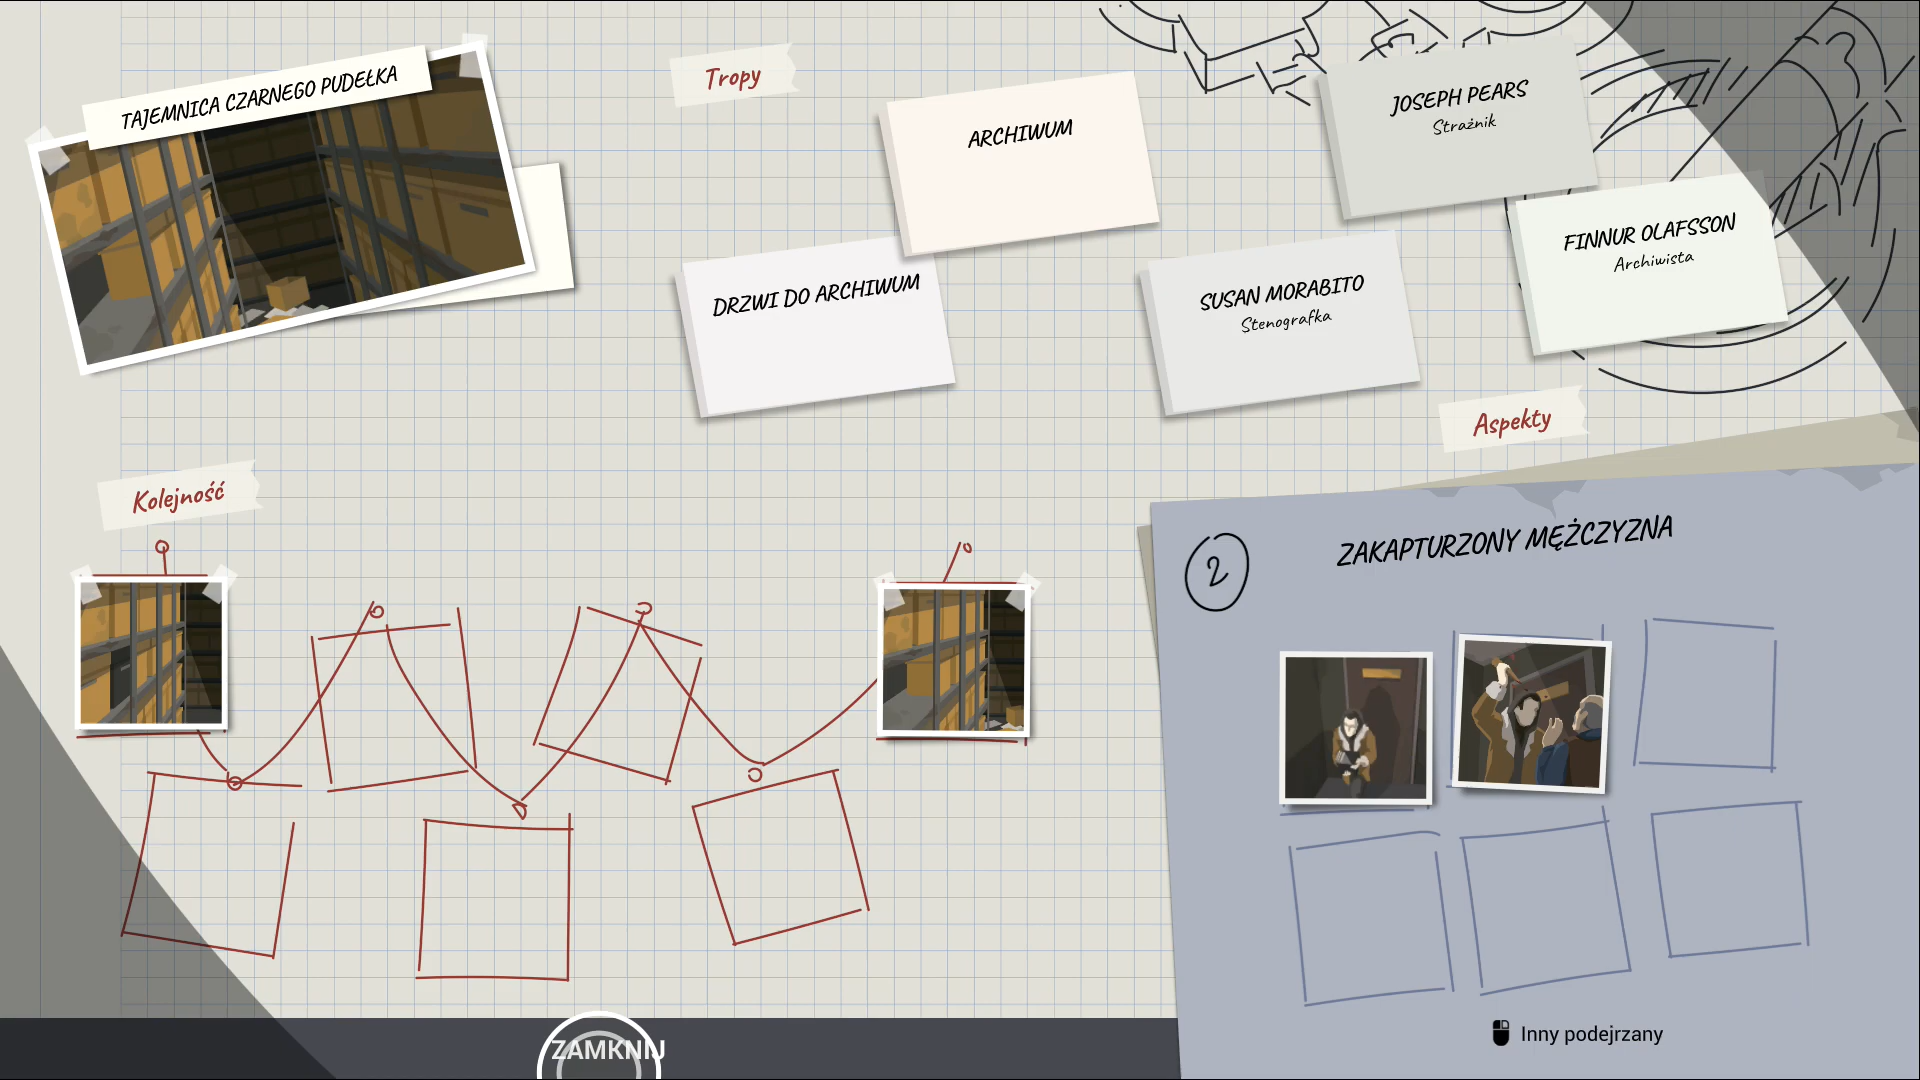 TAJEMNICA CZARNEGO PUDEŁKA
Tropy
ARCHIWUM
JOSEPH PEARS
Strażnik
DRZWI DO ARCHIWUM
SUSAN MORABITO
Stenografka
FINNUR OLAFSSON
Archiwista
Aspekty
Kolejność
2
ZAKAPTURZONY MĘŻCZYZNA
Inny podejrzany
ZAMKNIJ